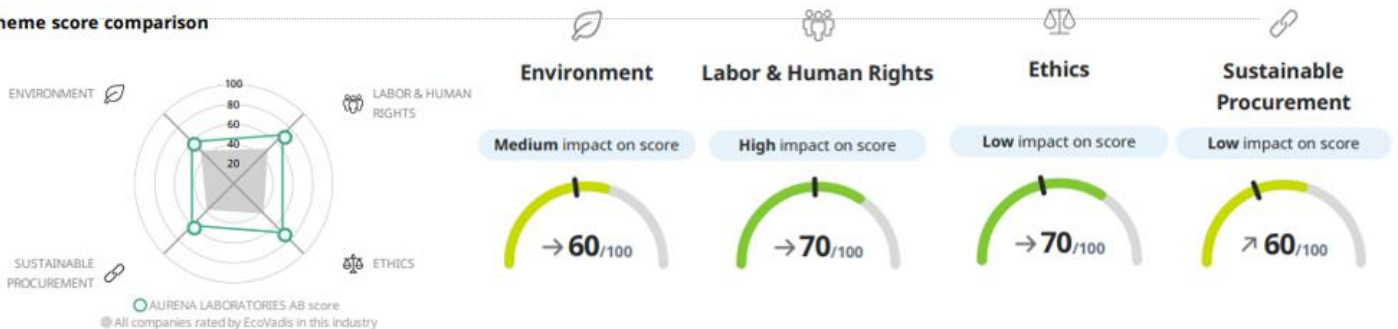 heme score comparison
ENVIRONMENT
LABOR & HUMAN
RIGHTS
100
80
60
40
20
SUSTAINABLE
PROCUREMENT
ETHICS
AURENA LABORATORIES AB score
All companies rated by EcoVadis in this industry
Environment
Medium impact on score
→60/100
Labor & Human Rights
High impact on score
→70/100
Ethics
Low impact on score
→70/100
Sustainable
Procurement
Low impact on score
↗60/100